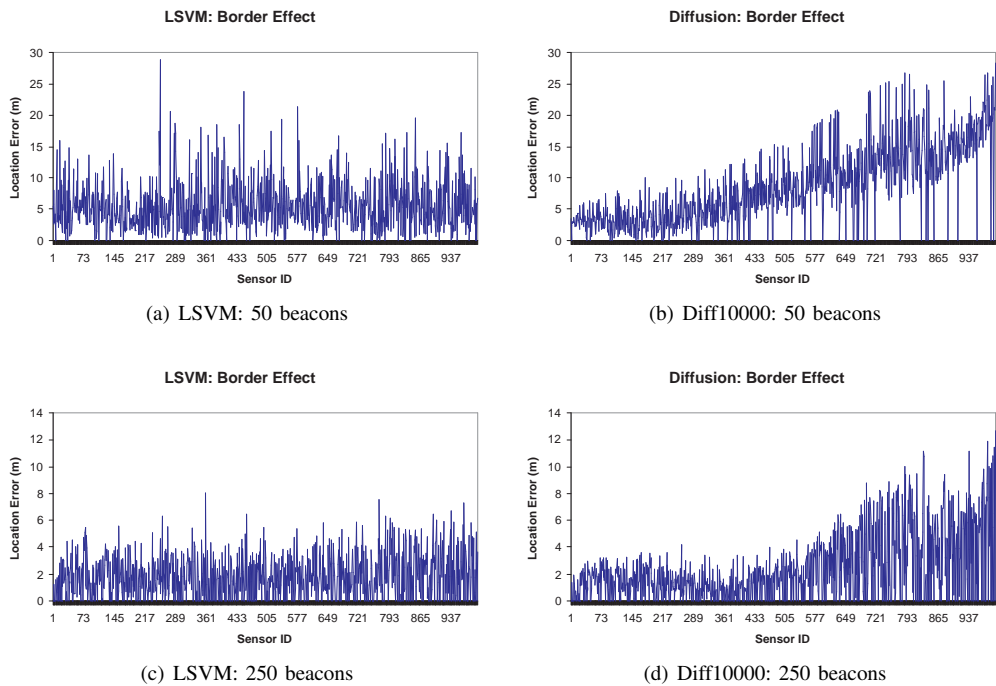 LSVM: Border Effect
Location Error (m)
30
25
20
15
10
5
0
1 73 145 217 289 361 433 505 577 649 721 793 865 937
Sensor ID
(a) LSVM: 50 beacons
Diffusion: Border Effect
Location Error (m)
30
25
20
15
10
5
0
1 73 145 217 289 361 433 505 577 649 721 793 865 937
Sensor ID
(b) Diff10000: 50 beacons
LSVM: Border Effect
Location Error (m)
14
12
10
8
6
4
2
0
1 73 145 217 289 361 433 505 577 649 721 793 865 937
Sensor ID
(c) LSVM: 250 beacons
Diffusion: Border Effect
Location Error (m)
14
12
10
8
6
4
2
0
1 73 145 217 289 361 433 505 577 649 721 793 865 937
Sensor ID
(d) Diff10000: 250 beacons